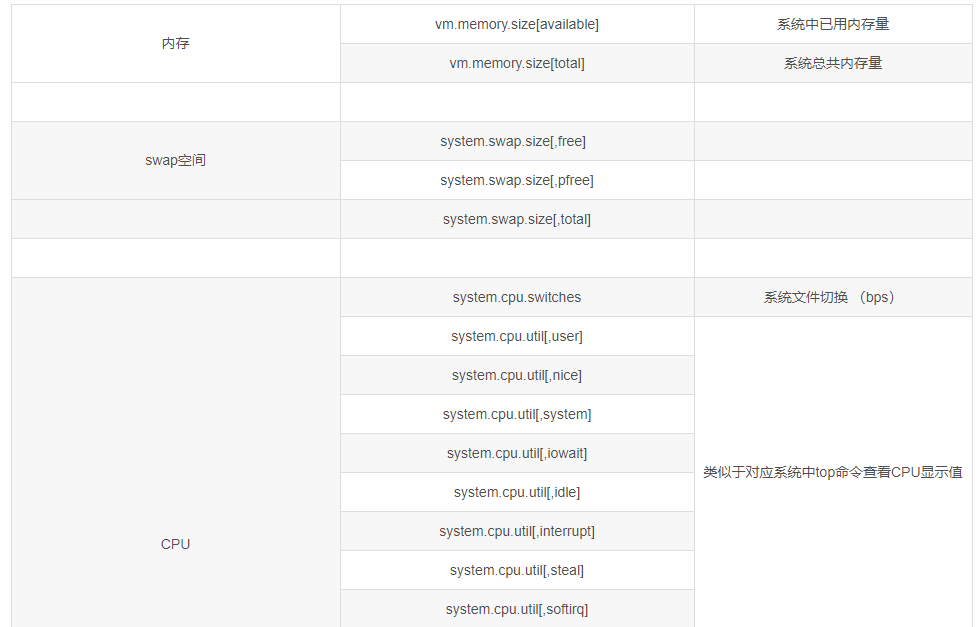 内存
vm.memory.size[available]
系统中已用内存量
vm.memory.size[total]
系统总共内存量
swap空间
system.swap.size[,free]
system.swap.size[,pfree]
system.swap.size[,total]
CPU
system.cpu.switches
系统文件切换 （bps）
system.cpu.util[,user]
system.cpu.util[,nice]
system.cpu.util[,system]
system.cpu.util[,iowait]
system.cpu.util[,idle]
system.cpu.util[,interrupt]
system.cpu.util[,steal]
system.cpu.util[,softirq]
类似于对应系统中top命令查看CPU显示值